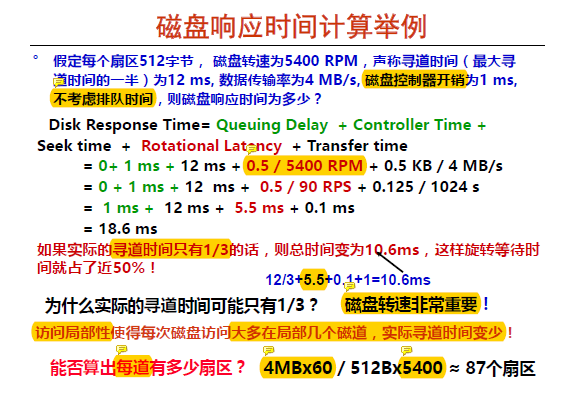 磁盘响应时间计算举例
° 假定每个扇区512字节， 磁盘转速为5400 RPM，声称寻道时间（最大寻
道时间的一半）为12 ms, 数据传输率为4 MB/s, 磁盘控制器开销为1 ms,
不考虑排队时间，则磁盘响应时间为多少？
Disk Response Time= Queuing Delay + Controller Time +
Seek time + Rotational Latency + Transfer time
= 0+ 1 ms + 12 ms + 0.5 / 5400 RPM + 0.5 KB / 4 MB/s
= 0 + 1 ms + 12 ms + 0.5 / 90 RPS + 0.125 / 1024 s
= 1 ms + 12 ms + 5.5 ms + 0.1 ms
= 18.6 ms
如果实际的寻道时间只有1/3的话，则总时间变为10.6ms，这样旋转等待时
间就占了近50%！
12/3+5.5+0.1+1=10.6ms
为什么实际的寻道时间可能只有1/3？ 磁盘转速非常重要！
访问局部性使得每次磁盘访问大多在局部几个磁道，实际寻道时间变少！
能否算出每道有多少扇区？ 4MBx60 / 512Bx5400 ≈ 87个扇区